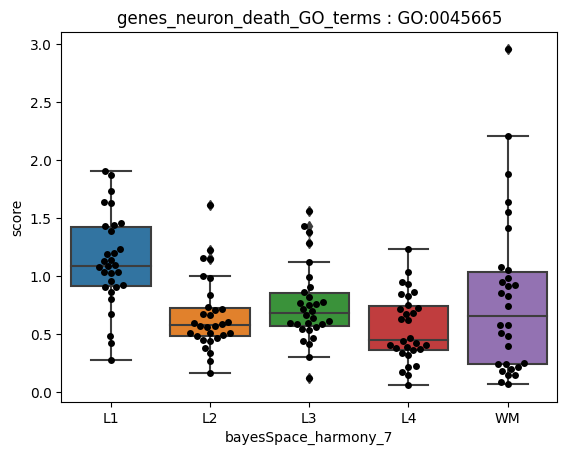 genes_neuron_death_GO_terms : GO:0045665
3.0
2.5
2.0
1.5
1.0
0.5
0.0
score
L1 L2 L3 L4 WM
bayesSpace_harmony_7